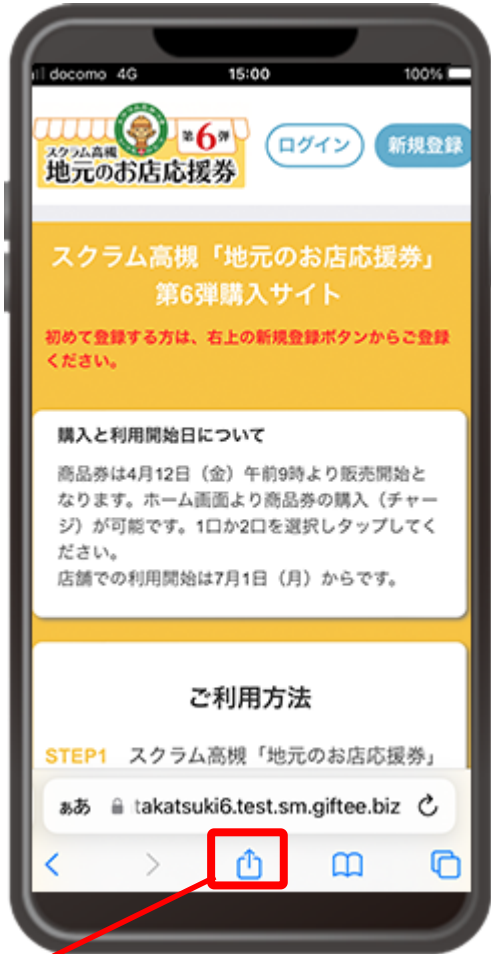 docomo 4G 15:00 100%
第6弾
スクラム高槻
地元のお店応援券
ログイン
新規登録
スクラム高槻「地元のお店応援券」
第6弾購入サイト
初めて登録する方は、右上の新規登録ボタンからご登録
ください。
購入と利用開始日について
商品券は4月12日（金）午前9時より販売開始と
なります。ホーム画面より商品券の購入（チャー
ジ）が可能です。1口か2口を選択しタップしてく
ださい。
店舗での利用開始は7月1日（月）からです。
ご利用方法
STEP1 スクラム高槻「地元のお店応援券」
ぁあ takatsuki6.test.sm.giftee.biz